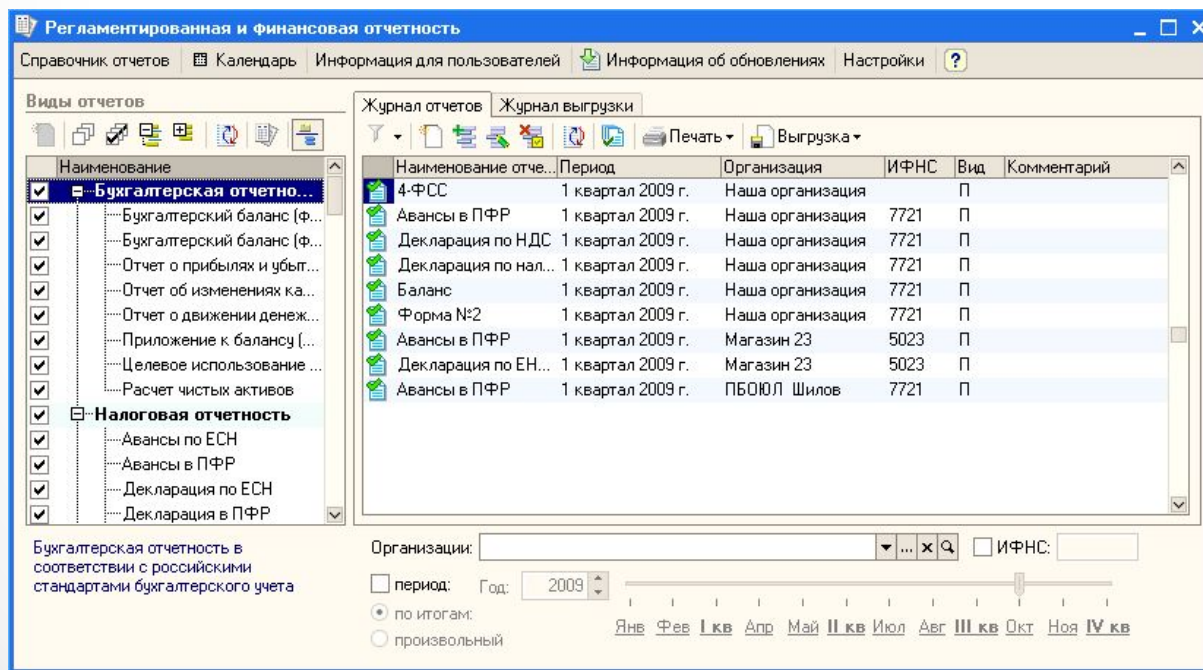 Регламентированная и финансовая отчетность
Справочник отчетов Календарь Информация для пользователей Информация об обновлениях Настройки ?
Виды отчетов
Наименование
Бухгалтерская отчетно...
Бухгалтерский баланс (ф...
Бухгалтерский баланс (ф...
Отчет о прибылях и убыт...
Отчет об изменениях ка...
Отчет о движении денеж...
Приложение к балансу (...
Целевое использование ...
Расчет чистых активов
Налоговая отчетность
Авансы по ЕСН
Авансы в ПФР
Декларация по ЕСН
Декларация в ПФР
Бухгалтерская отчетность в
соответствии с российскими
стандартами бухгалтерского учета
Журнал отчетов Журнал выгрузки
Печать Выгрузка
Наименование отче... Период Организация ИФНС Вид Комментарий
4-ФСС 1 квартал 2009 г. Наша организация П
Авансы в ПФР 1 квартал 2009 г. Наша организация 7721 П
Декларация по НДС 1 квартал 2009 г. Наша организация 7721 П
Декларация по нал... 1 квартал 2009 г. Наша организация 7721 П
Баланс 1 квартал 2009 г. Наша организация 7721 П
Форма №2 1 квартал 2009 г. Наша организация 7721 П
Авансы в ПФР 1 квартал 2009 г. Магазин 23 5023 П
Декларация по ЕН... 1 квартал 2009 г. Магазин 23 5023 П
Авансы в ПФР 1 квартал 2009 г. ПБОЮЛ Шилов 7721 П
Организации: ... x ИФНС:
период: Год: 2009
по итогам:
произвольный
Янв Фев I кв Апр Май II кв Июл Авг III кв Окт Ноя IV кв